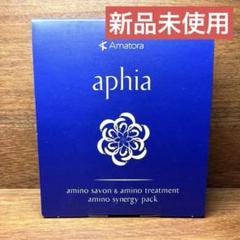 新品未使用
Amatora
aphia
amino savon & amino treatment
amino synergy pack